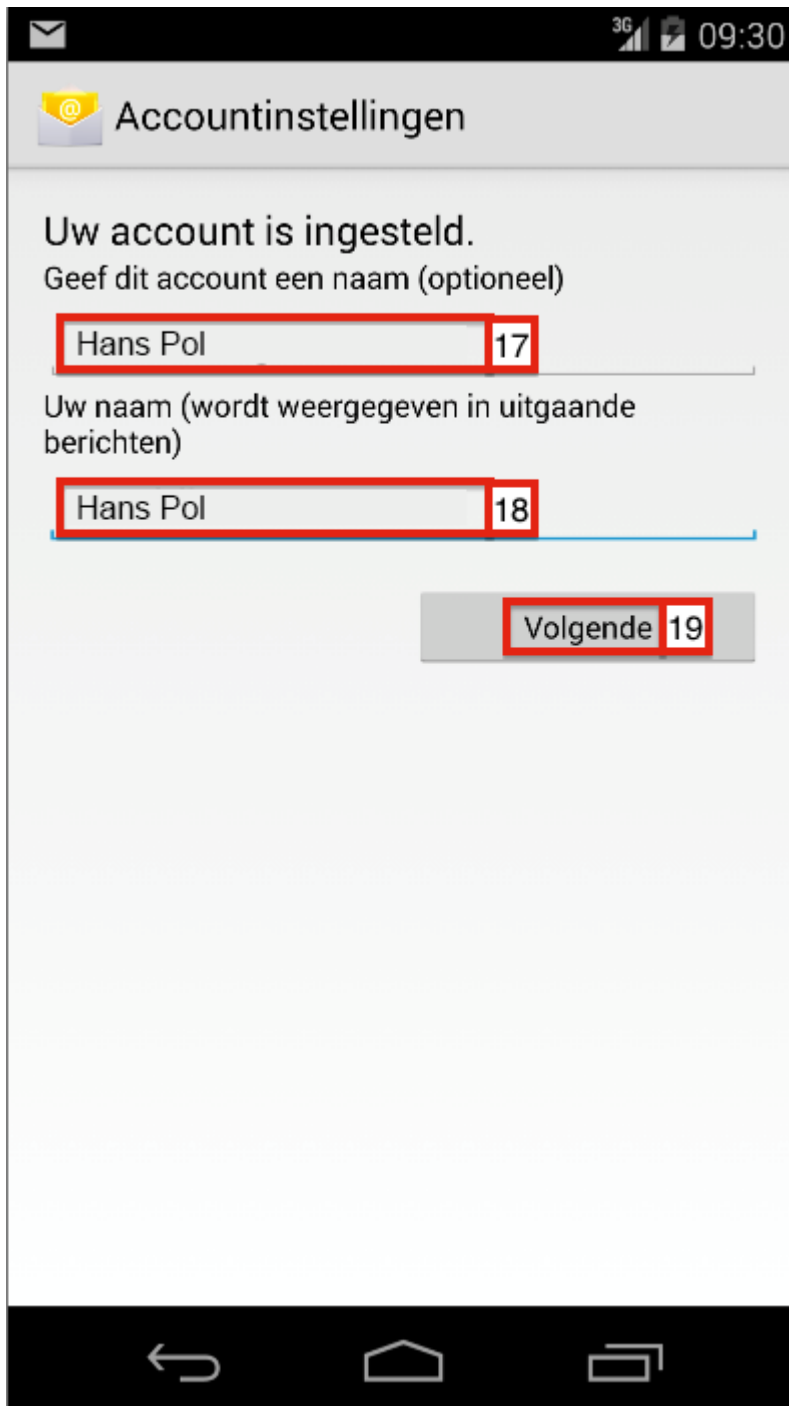 3G 09:30
@ Accountinstellingen
Uw account is ingesteld.
Geef dit account een naam (optioneel)
Hans Pol 17
Uw naam (wordt weergegeven in uitgaande
berichten)
Hans Pol 18
Volgende 19